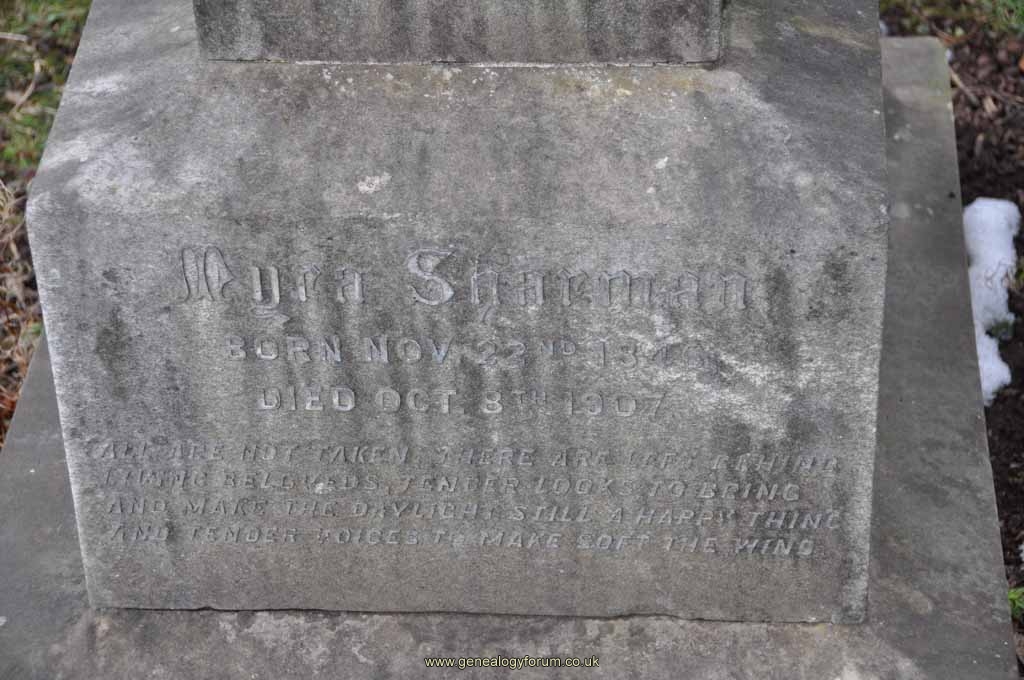 Myra Sharman
BORN NOV. 22ND
DIED OCT. 8TH 1907
ALL ARE NOT TAKEN; THERE ARE LEFT BEHIND
LIVING BELOVEDS, TENDER LOOKS TO BRING
AND MAKE THE DAYLIGHT STILL A HAPPY THING
AND TENDER VOICES TO MAKE SOFT THE WIND
www.genealogyforum.co.uk